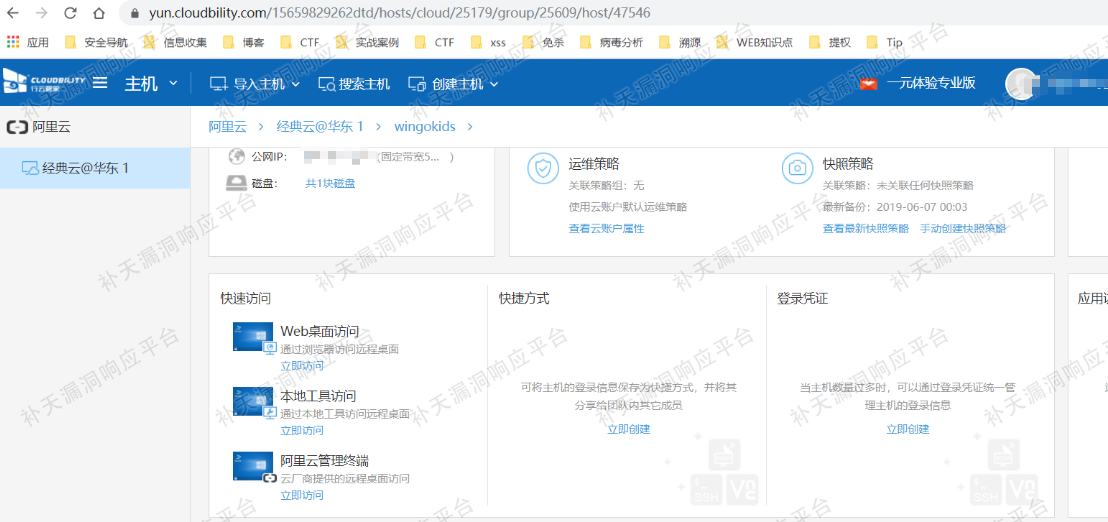 yun.cloudbility.com/15659829262dtd/hosts/cloud/25179/group/25609/host/47546
应用 安全导航 信息收集 博客 CTF 实战案例 CTF xss 免杀 病毒分析 溯源 WEB知识点 提权 Tip
CLOUDBILITY
行云管家
主机 导入主机 搜索主机 创建主机 一元体验专业版
阿里云
阿里云 > 经典云@华东 1 > wingokids >
经典云@华东 1
公网IP: (固定带宽5... )
磁盘: 共1块磁盘
运维策略
关联策略组: 无
使用云账户默认运维策略
查看云账户属性
快照策略
关联策略: 未关联任何快照策略
最新备份: 2019-06-07 00:03
查看最新快照策略 手动创建快照策略
快速访问
Web桌面访问
通过浏览器访问远程桌面
立即访问
本地工具访问
通过本地工具访问远程桌面
立即访问
阿里云管理终端
云厂商提供的远程桌面访问
立即访问
快捷方式
可将主机的登录信息保存为快捷方式，并将其
分享给团队内其它成员
立即创建
SSH
登录凭证
当主机数量过多时，可以通过登录凭证统一管
理主机的登录信息
立即创建
SSH
补天漏洞响应平台